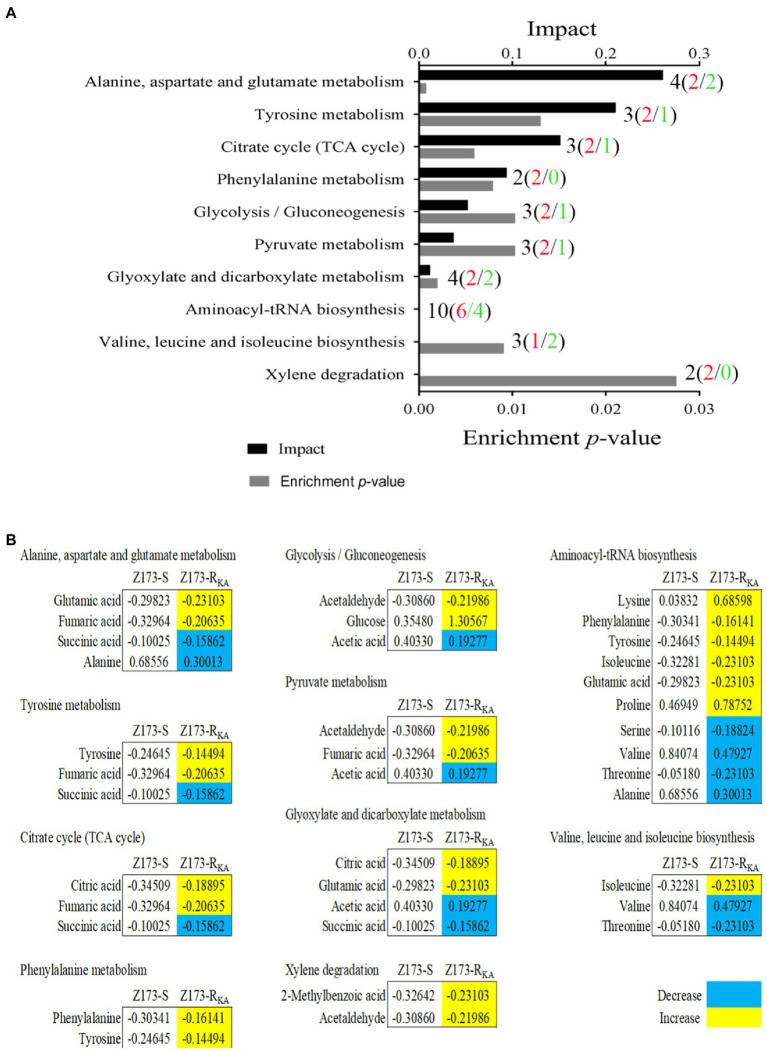 A
Impact
0.0 0.1 0.2 0.3
Alanine, aspartate and glutamate metabolism 4(2/2)
Tyrosine metabolism 3(2/1)
Citrate cycle (TCA cycle) 3(2/1)
Phenylalanine metabolism 2(2/0)
Glycolysis / Gluconeogenesis 3(2/1)
Pyruvate metabolism 3(2/1)
Glyoxylate and dicarboxylate metabolism 4(2/2)
Aminoacyl-tRNA biosynthesis 10(6/4)
Valine, leucine and isoleucine biosynthesis 3(1/2)
Xylene degradation 2(2/0)
0.00 0.01 0.02 0.03
Enrichment p-value
Impact
Enrichment p-value
B
Alanine, aspartate and glutamate metabolism
Z173-S Z173-RKA
Glutamic acid -0.29823 -0.23103
Fumaric acid -0.32964 -0.20635
Succinic acid -0.10025 -0.15862
Alanine 0.68556 0.30013
Tyrosine metabolism
Z173-S Z173-RKA
Tyrosine -0.24645 -0.14494
Fumaric acid -0.32964 -0.20635
Succinic acid -0.10025 -0.15862
Citrate cycle (TCA cycle)
Z173-S Z173-RKA
Citric acid -0.34509 -0.18895
Fumaric acid -0.32964 -0.20635
Succinic acid -0.10025 -0.15862
Phenylalanine metabolism
Z173-S Z173-RKA
Phenylalanine -0.30341 -0.16141
Tyrosine -0.24645 -0.14494
Glycolysis / Gluconeogenesis
Z173-S Z173-RKA
Acetaldehyde -0.30860 -0.21986
Glucose 0.35480 1.30567
Acetic acid 0.40330 0.19277
Pyruvate metabolism
Z173-S Z173-RKA
Acetaldehyde -0.30860 -0.21986
Fumaric acid -0.32964 -0.20635
Acetic acid 0.40330 0.19277
Glyoxylate and dicarboxylate metabolism
Z173-S Z173-RKA
Citric acid -0.34509 -0.18895
Glutamic acid -0.29823 -0.23103
Acetic acid 0.40330 0.19277
Succinic acid -0.10025 -0.15862
Xylene degradation Z173-S Z173-RKA
2-Methylbenzoic acid -0.32642 -0.23103
Acetaldehyde -0.30860 -0.21986
Aminoacyl-tRNA biosynthesis
Z173-S Z173-RKA
Lysine 0.03832 0.68598
Phenylalanine -0.30341 -0.16141
Tyrosine -0.24645 -0.14494
Isoleucine -0.32281 -0.23103
Glutamic acid -0.29823 -0.23103
Proline 0.46949 0.78752
Serine -0.10116 -0.18824
Valine 0.84074 0.47927
Threonine -0.05180 -0.23103
Alanine 0.68556 0.30013
Valine, leucine and isoleucine biosynthesis
Z173-S Z173-RKA
Isoleucine -0.32281 -0.23103
Valine 0.84074 0.47927
Threonine -0.05180 -0.23103
Decrease
Increase